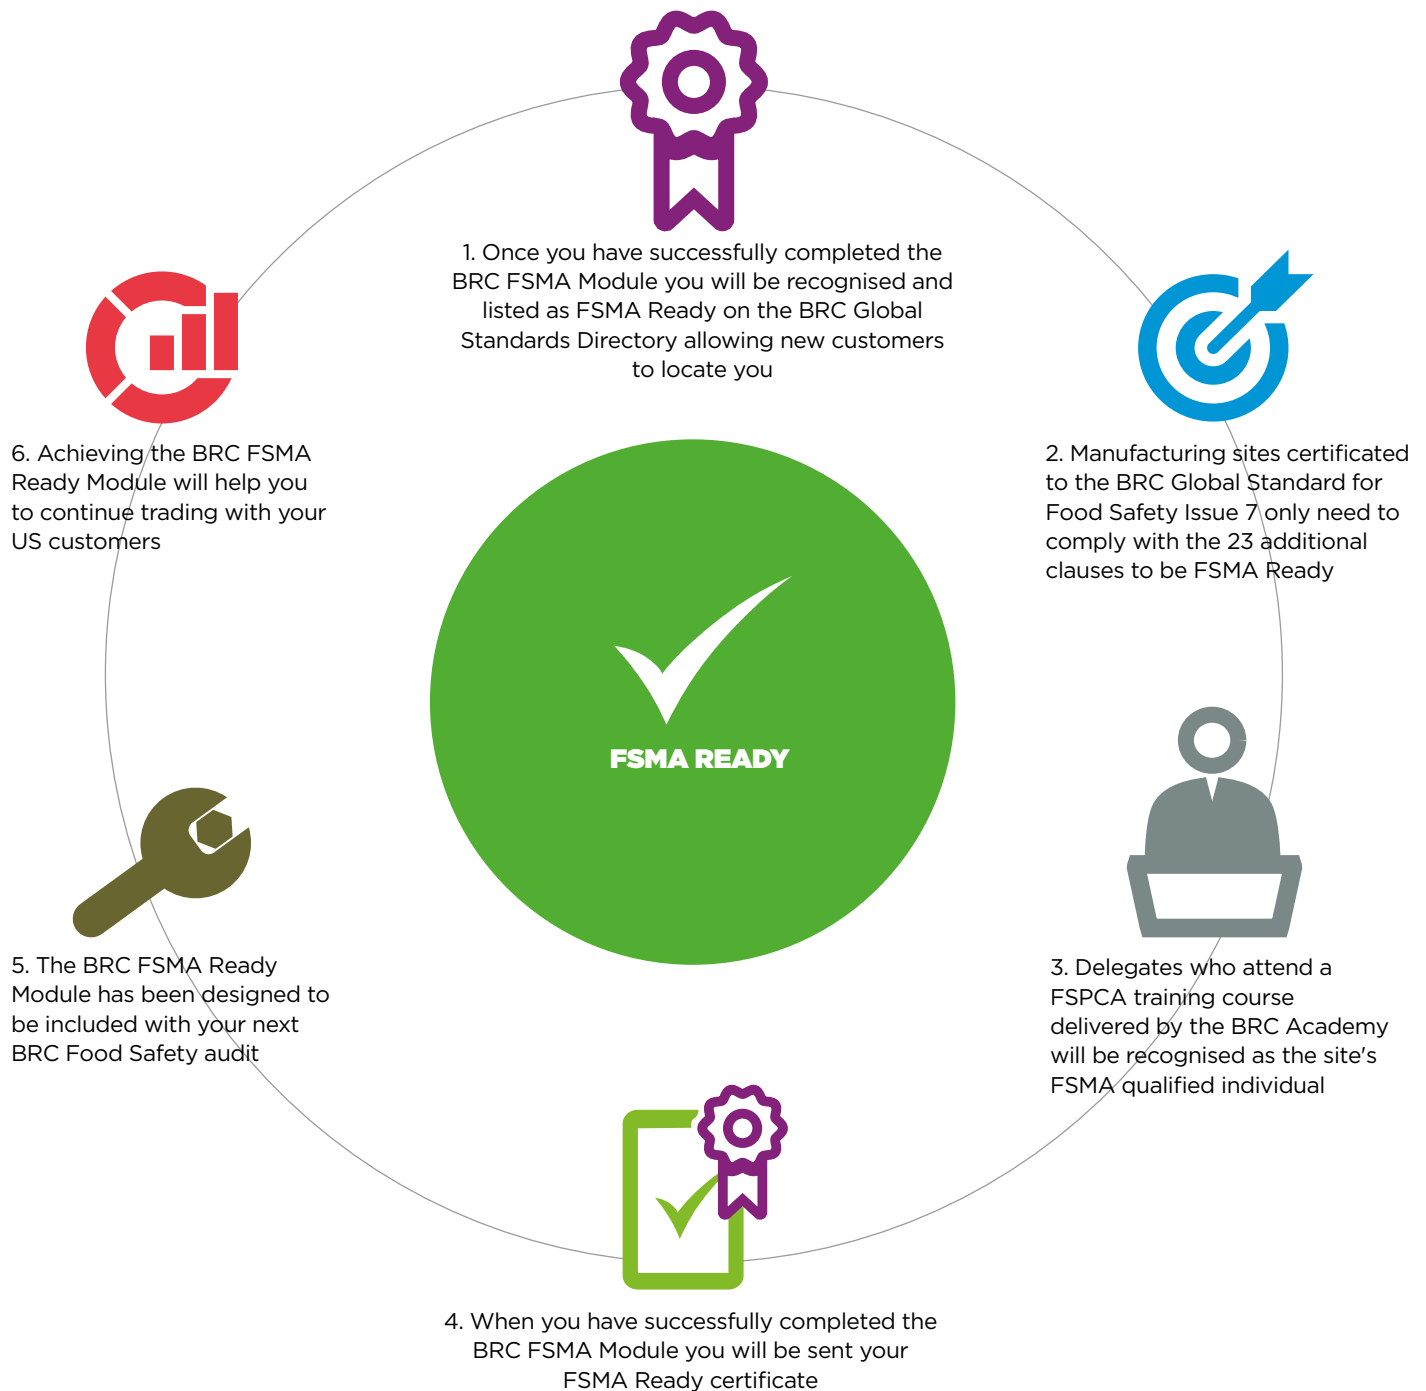 1. Once you have successfully completed the
BRC FSMA Module you will be recognised and
listed as FSMA Ready on the BRC Global
Standards Directory allowing new customers
to locate you
2. Manufacturing sites certificated
to the BRC Global Standard for
Food Safety Issue 7 only need to
comply with the 23 additional
clauses to be FSMA Ready
3. Delegates who attend a
FSPCA training course
delivered by the BRC Academy
will be recognised as the site's
FSMA qualified individual
4. When you have successfully completed the
BRC FSMA Module you will be sent your
FSMA Ready certificate
5. The BRC FSMA Ready
Module has been designed to
be included with your next
BRC Food Safety audit
6. Achieving the BRC FSMA
Ready Module will help you
to continue trading with your
US customers
FSMA READY